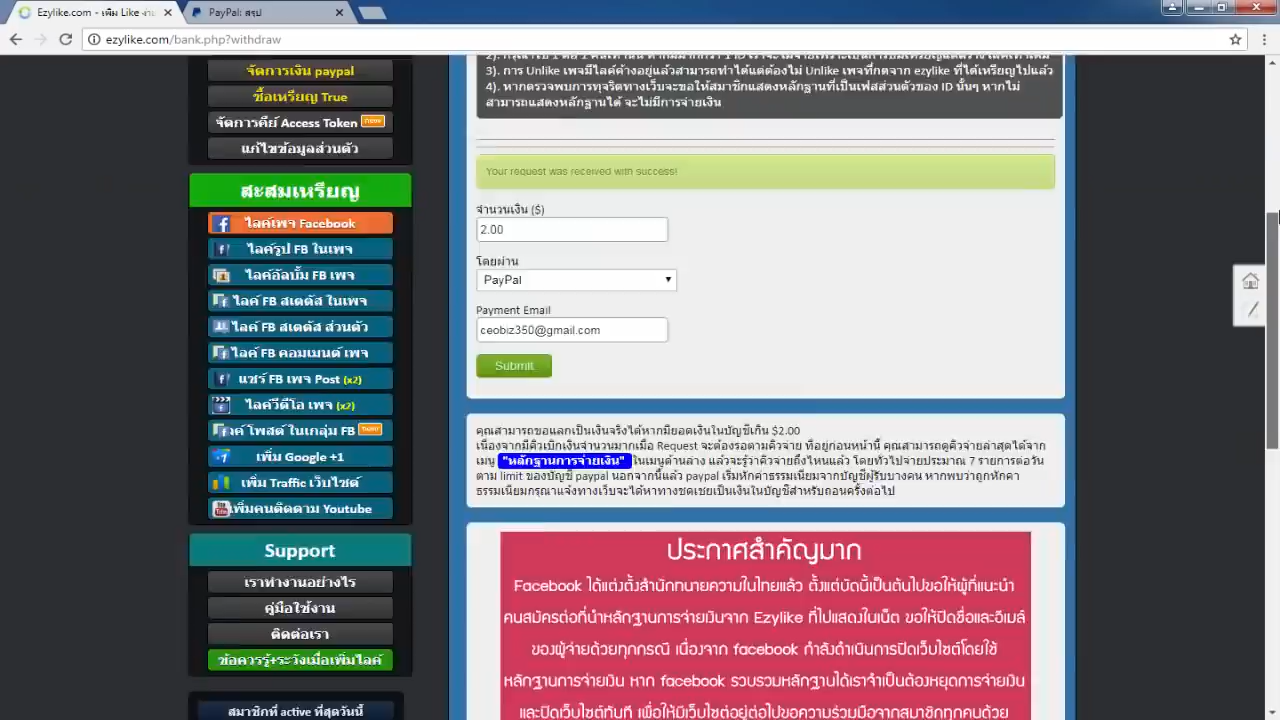 Ezylike.com - เพิ่ม Like
PayPal: สรุป
ezylike.com/bank.php?withdraw
จัดการเงิน paypal
ซื้อเหรียญ True
จัดการคีย์ Access Token
แก้ไขข้อมูลส่วนตัว
สะสมเหรียญ
ไลค์เพจ Facebook
ไลค์รูป FB ในเพจ
ไลค์อัลบั้ม FB เพจ
ไลค์ FB สเตตัส ในเพจ
ไลค์ FB สเตตัส ส่วนตัว
ไลค์ FB คอมเมนต์ เพจ
แชร์ FB เพจ Post (x2)
ไลค์วีดีโอ เพจ (x2)
โพสต์ ในกลุ่ม FB
เพิ่ม Google +1
เพิ่ม Traffic เว็บไซต์
เพิ่มคนติดตาม Youtube
Support
เราทำงานอย่างไร
คู่มือใช้งาน
ติดต่อเรา
ข้อควรรู้+ระวังเมื่อเพิ่มไลค์
สมาชิกที่ active ที่สุดวันนี้
3). การ Unlike เพจมีไลค์ค้างอยู่แล้วสามารถทำได้แต่ต้องไม่ Unlike เพจที่กดจาก ezylike ที่ได้เหรียญไปแล้ว
4). หากตรวจพบการทุจริตทางเว็บจะขอให้สมาชิกแสดงหลักฐานที่เป็นเฟสส่วนตัวของ ID นั้นๆ หากไม่
สามารถแสดงหลักฐานได้ จะไม่มีการจ่ายเงิน
Your request was received with success!
จำนวนเงิน ($)
2.00
โดยผ่าน
PayPal
Payment Email
ceobiz350@gmail.com
Submit
คุณสามารถขอแลกเป็นเงินจริงได้หากมียอดเงินในบัญชีเกิน $2.00
เนื่องจากมีคิวเบิกเงินจำนวนมากเมื่อ Request จะต้องรอตามคิวจ่าย ที่อยู่ก่อนหน้านี้ คุณสามารถดูคิวจ่ายล่าสุดได้จาก
เมนู "หลักฐานการจ่ายเงิน" ในเมนูด้านล่าง แล้วจะรู้ว่าคิวจ่ายถึงไหนแล้ว โดยทั่วไปจ่ายประมาณ 7 รายการต่อวัน
ตาม limit ของบัญชี paypal นอกจากนี้แล้ว paypal เริ่มหักค่าธรรมเนียมจากบัญชีผู้รับบางคน หากพบว่าถูกหักค่า
ธรรมเนียมกรุณาแจ้งทางเว็บจะได้หาทางชดเชยเป็นเงินในบัญชีสำหรับถอนครั้งต่อไป
ประกาศสำคัญมาก
Facebook ได้แต่งตั้งสำนักทนายความในไทยแล้ว ตั้งแต่บัดนี้เป็นต้นไปขอให้ผู้ที่แนะนำ
คนสมัครต่อที่นำหลักฐานการจ่ายเงินจาก Ezylike ที่ไปแสดงในเน็ต ขอให้ปิดชื่อและอีเมล์
ของผู้จ่ายด้วยทุกกรณี เนื่องจาก facebook กำลังดำเนินการปิดเว็บไซต์โดยใช้
หลักฐานการจ่ายเงิน หาก facebook รวบรวมหลักฐานได้เราจำเป็นต้องหยุดการจ่ายเงิน
และปิดเว็บไซต์ทันที เพื่อให้มีเว็บไซต์อยู่ต่อไปขอความร่วมมือจากสมาชิกทุกคนด้วย